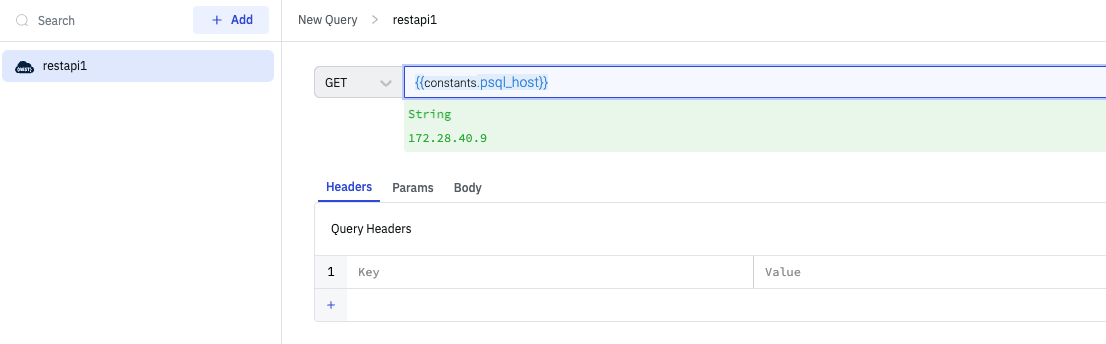 Search
+ Add
New Query > restapi1
{REST} restapi1
GET
{{constants.psql_host}}
String
172.28.40.9
Headers Params Body
Query Headers
1 Key Value
+